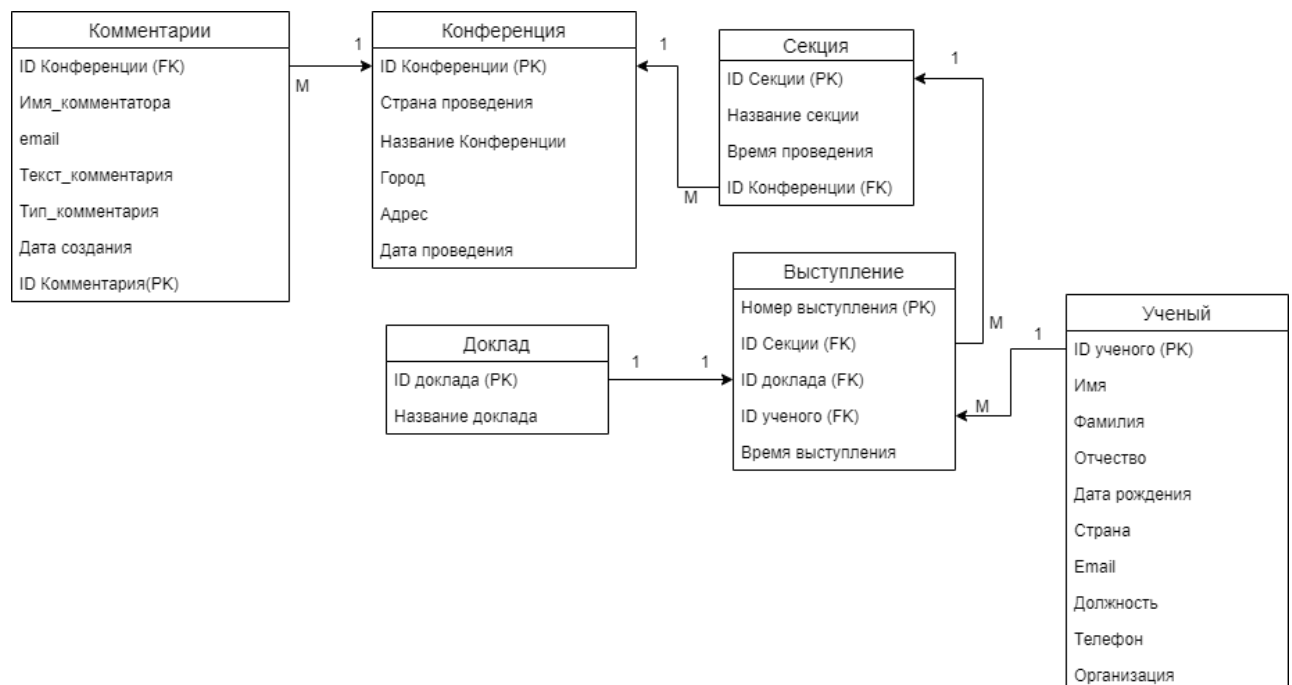 Комментарии
ID Конференции (FK)
Имя_комментатора
email
Текст_комментария
Тип_комментария
Дата создания
ID Комментария(PK)
1
M
Конференция
ID Конференции (PK)
Страна проведения
Название Конференции
Город
Адрес
Дата проведения
1
M
Секция
ID Секции (PK)
Название секции
Время проведения
ID Конференции (FK)
1
M
Доклад
ID доклада (PK)
Название доклада
1
1
Выступление
Номер выступления (PK)
ID Секции (FK)
ID доклада (FK)
ID ученого (FK)
Время выступления
M
1
Ученый
ID ученого (PK)
Имя
Фамилия
Отчество
Дата рождения
Страна
Email
Должность
Телефон
Организация